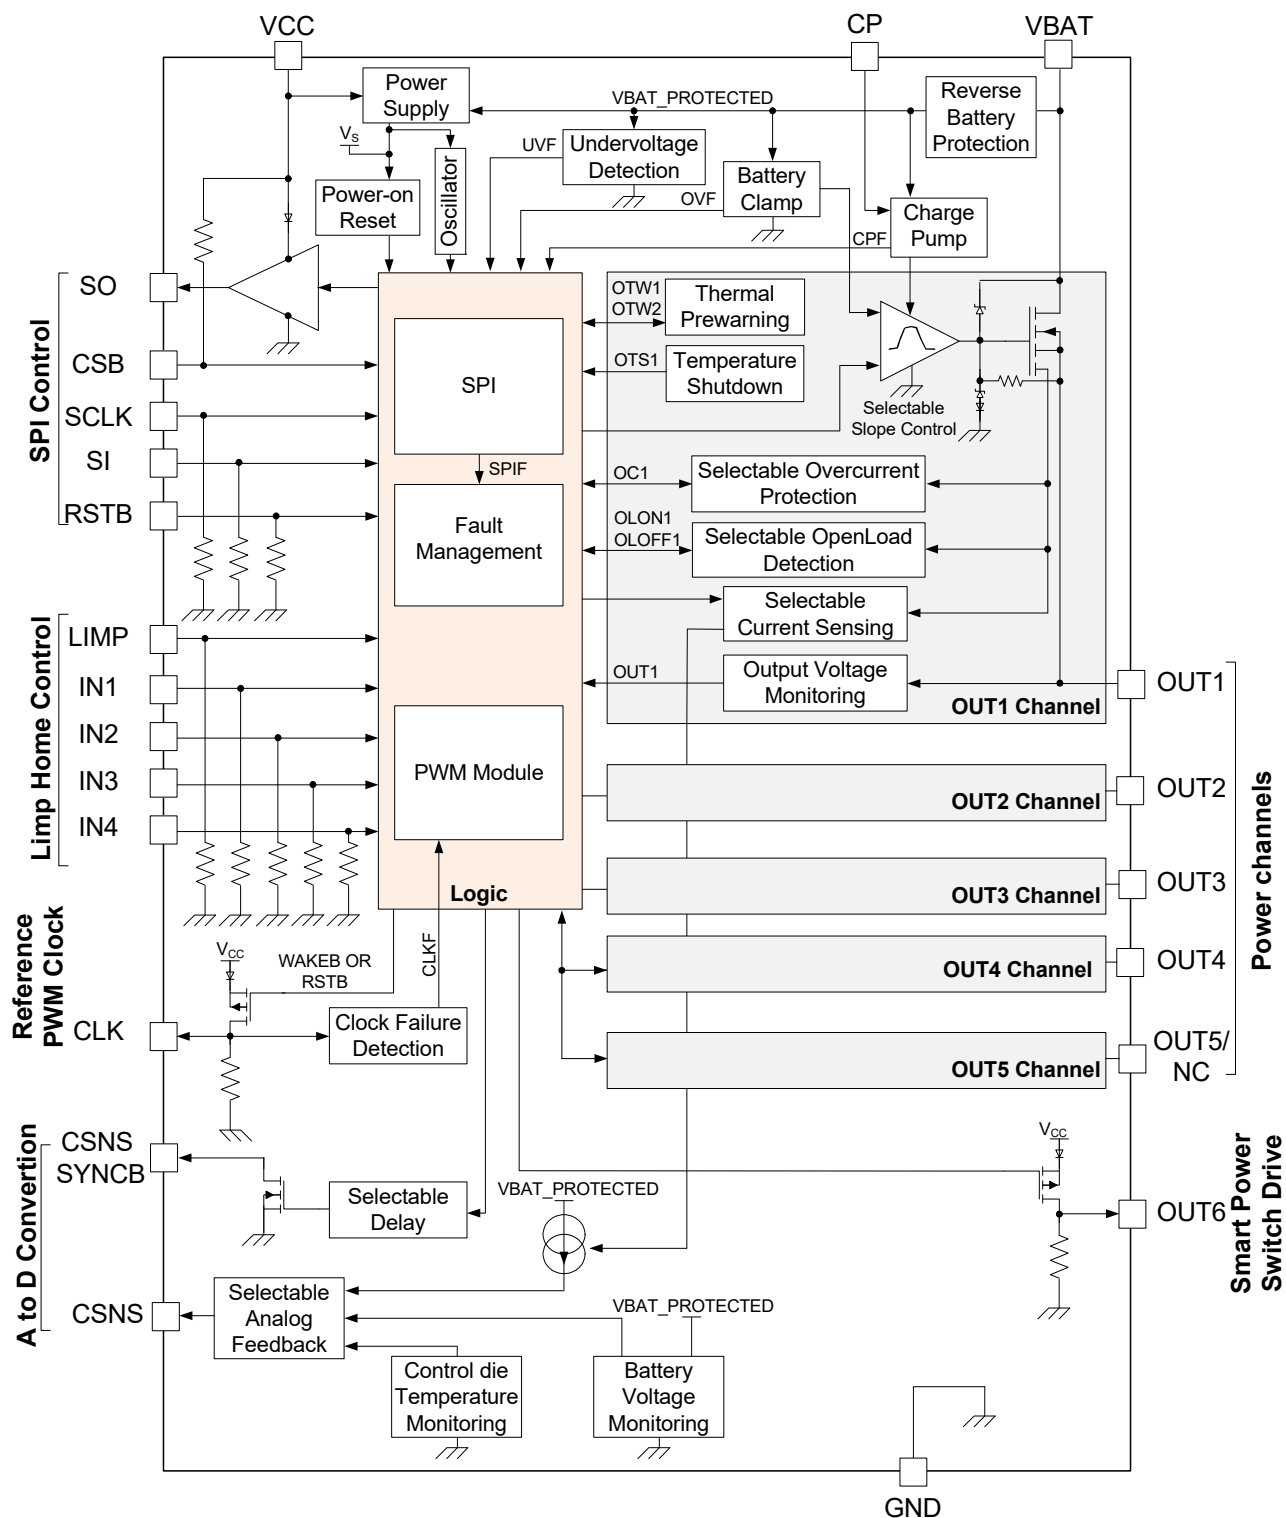 VCC
CP
VBAT
Power
Supply
VBAT_PROTECTED
Reverse
Battery
Protection
VS
UVF
Undervoltage
Detection
Oscillator
Power-on
Reset
OVF
Battery
Clamp
CPF
Charge
Pump
SPI Control
SO
CSB
SCLK
SI
RSTB
SPI
SPIF
Fault
Management
PWM Module
Logic
OTW1
OTW2
Thermal
Prewarning
OTS1
Temperature
Shutdown
Selectable
Slope Control
OC1
Selectable Overcurrent
Protection
OLON1
OLOFF1
Selectable OpenLoad
Detection
Selectable
Current Sensing
OUT1
Output Voltage
Monitoring
OUT1 Channel
OUT2 Channel
OUT3 Channel
OUT4 Channel
OUT5 Channel
OUT1
OUT2
OUT3
OUT4
OUT5/
NC
Power channels
Limp Home Control
LIMP
IN1
IN2
IN3
IN4
Reference
PWM Clock
CLK
VCC
WAKEB OR
RSTB
CLKF
Clock Failure
Detection
A to D Convertion
CSNS
SYNCB
Selectable
Delay
VBAT_PROTECTED
VCC
OUT6
Smart Power
Switch Drive
CSNS
Selectable
Analog
Feedback
VBAT_PROTECTED
Control die
Temperature
Monitoring
Battery
Voltage
Monitoring
GND